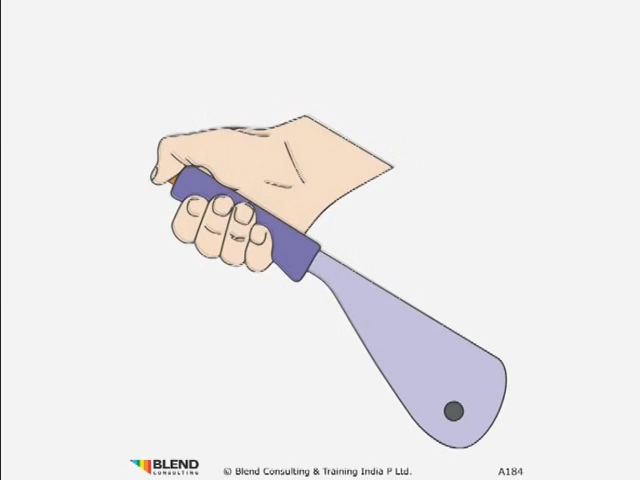 BLEND
CONSULTING
© Blend Consulting & Training India P Ltd.
A184